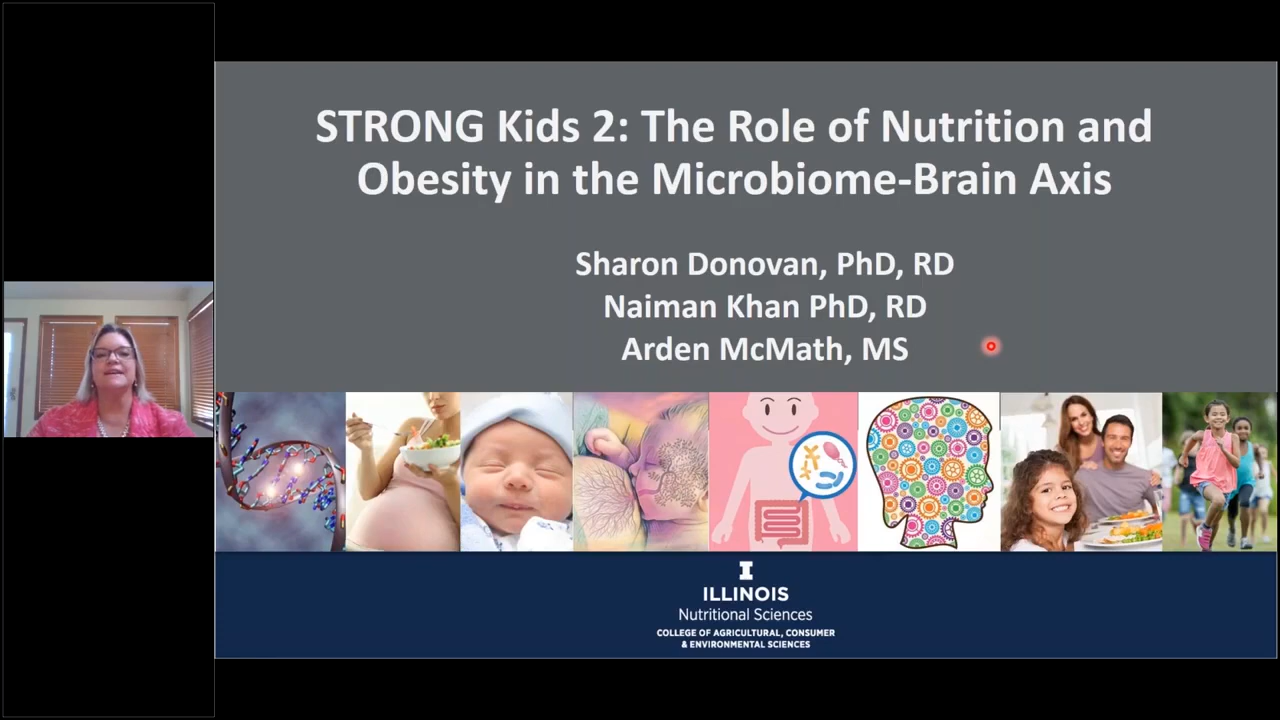 STRONG Kids 2: The Role of Nutrition and
Obesity in the Microbiome-Brain Axis
Sharon Donovan, PhD, RD
Naiman Khan PhD, RD
Arden McMath, MS
I
ILLINOIS
Nutritional Sciences
COLLEGE OF AGRICULTURAL, CONSUMER
& ENVIRONMENTAL SCIENCES